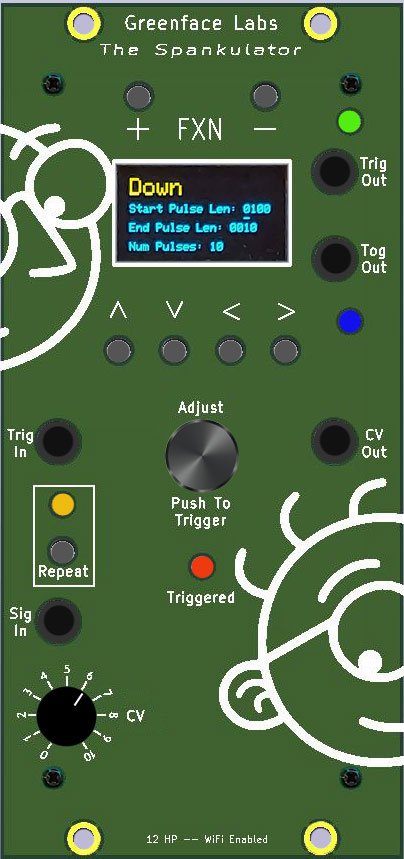 Greenface Labs
The Spankulator
+ FXN −
Trig
Out
Down
Start Pulse Len: 0100
End Pulse Len: 0010
Num Pulses: 10
Tog
Out
˄ ˅ < >
Adjust
Trig
In
CV
Out
Push To
Trigger
Repeat
Triggered
Sig
In
0 1 2 3 4 5 6 7 8 9 10
CV
12 HP –– WiFi Enabled